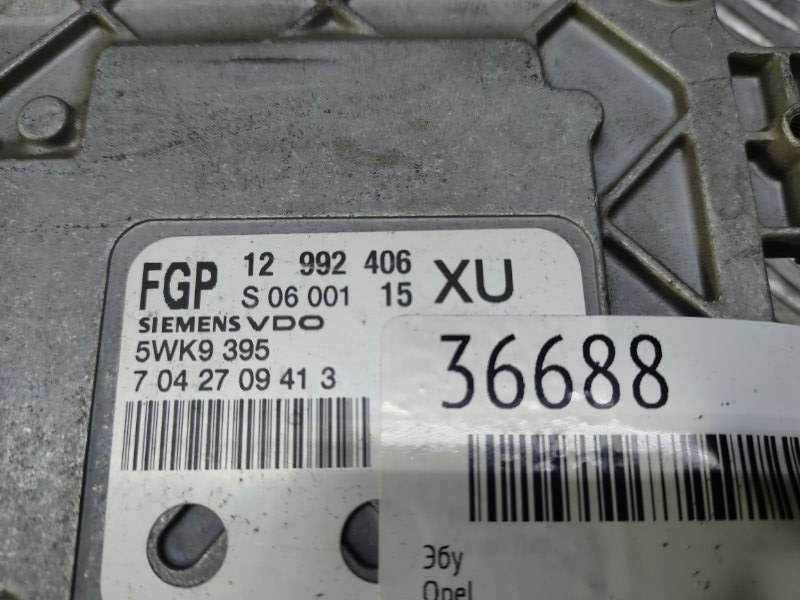 FGP 12 992 406 XU
S 06 001 15
SIEMENS VDO
5WK9 395
7 04 27 09 41 3
36688
Эбу
Opel